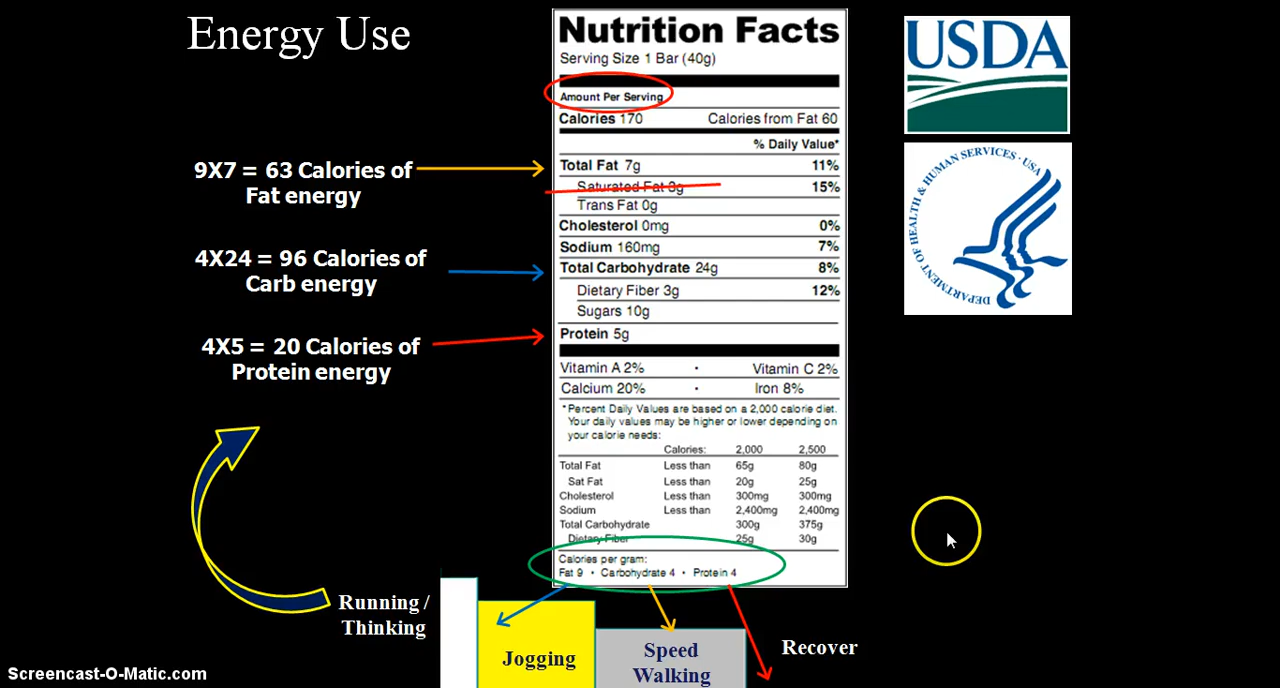 Energy Use
9X7 = 63 Calories of
Fat energy
4X24 = 96 Calories of
Carb energy
4X5 = 20 Calories of
Protein energy
Running /
Thinking
Nutrition Facts
Serving Size 1 Bar (40g)
Amount Per Serving
Calories 170 Calories from Fat 60
% Daily Value*
Total Fat 7g 11%
Saturated Fat 3g 15%
Trans Fat 0g
Cholesterol 0mg 0%
Sodium 160mg 7%
Total Carbohydrate 24g 8%
Dietary Fiber 3g 12%
Sugars 10g
Protein 5g
Vitamin A 2% · Vitamin C 2%
Calcium 20% · Iron 8%
*Percent Daily Values are based on a 2,000 calorie diet.
Your daily values may be higher or lower depending on
your calorie needs:
Calories: 2,000 2,500
Total Fat Less than 65g 80g
Sat Fat Less than 20g 25g
Cholesterol Less than 300mg 300mg
Sodium Less than 2,400mg 2,400mg
Total Carbohydrate 300g 375g
Dietary Fiber 25g 30g
Calories per gram:
Fat 9 • Carbohydrate 4 • Protein 4
Jogging
Speed
Walking
Recover
USDA
DEPARTMENT OF HEALTH & HUMAN SERVICES · USA
Screencast-O-Matic.com